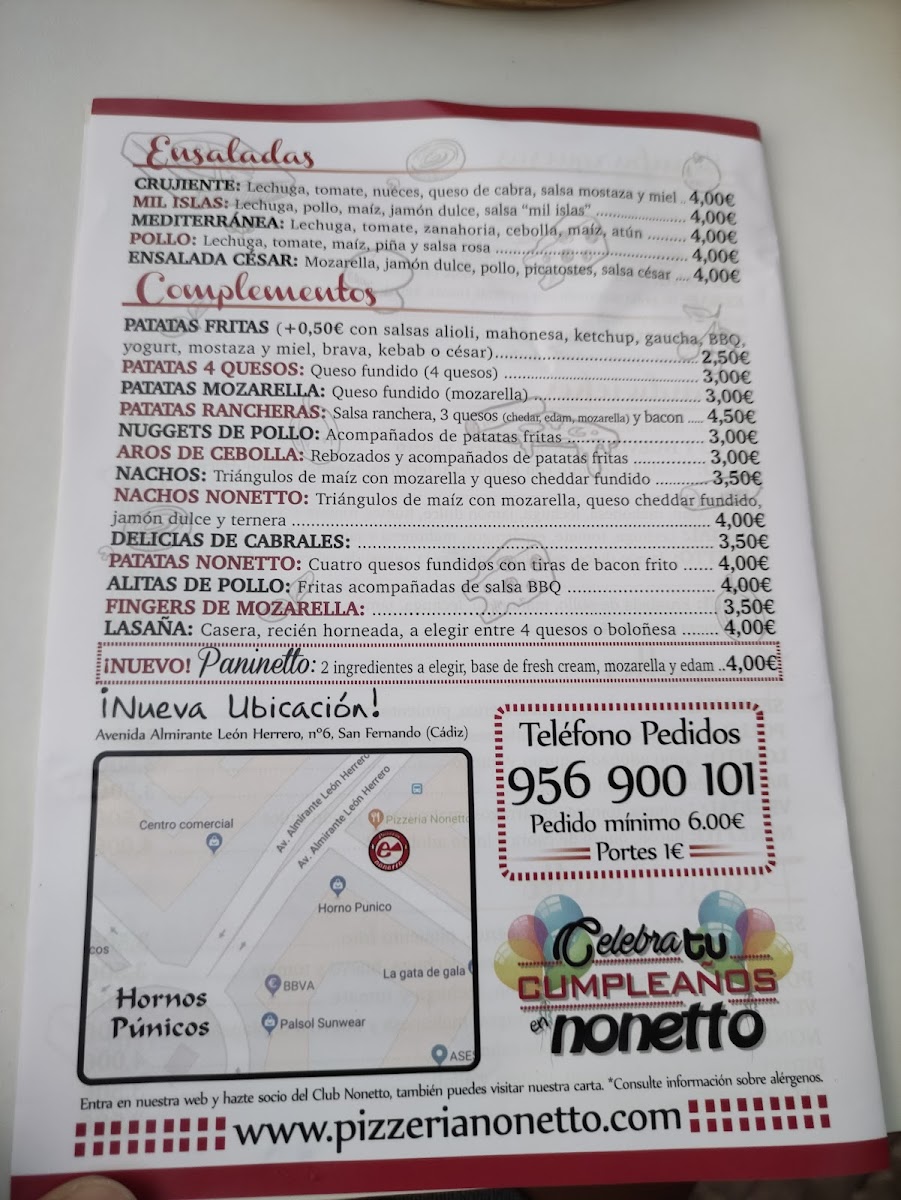 Ensaladas
CRUJIENTE: Lechuga, tomate, nueces, queso de cabra, salsa mostaza y miel .. 4,00€
MIL ISLAS: Lechuga, pollo, maíz, jamón dulce, salsa "mil islas" ...................... 4,00€
MEDITERRÁNEA: Lechuga, tomate, zanahoria, cebolla, maíz, atún ......... 4,00€
POLLO: Lechuga, tomate, maíz, piña y salsa rosa ............................................. 4,00€
ENSALADA CÉSAR: Mozarella, jamón dulce, pollo, picatostes, salsa césar .... 4,00€
Complementos
PATATAS FRITAS (+0,50€ con salsas alioli, mahonesa, ketchup, gaucha, BBQ,
yogurt, mostaza y miel, brava, kebab o césar).......................................... 2,50€
PATATAS 4 QUESOS: Queso fundido (4 quesos) ....................................... 3,00€
PATATAS MOZARELLA: Queso fundido (mozarella) ................................... 3,00€
PATATAS RANCHERAS: Salsa ranchera, 3 quesos (chedar, edam, mozarella) y bacon ..... 4,50€
NUGGETS DE POLLO: Acompañados de patatas fritas ........................... 3,00€
AROS DE CEBOLLA: Rebozados y acompañados de patatas fritas ............... 3,00€
NACHOS: Triángulos de maíz con mozarella y queso cheddar fundido ........... 3,50€
NACHOS NONETTO: Triángulos de maíz con mozarella, queso cheddar fundido,
jamón dulce y ternera ................................................................................ 4,00€
DELICIAS DE CABRALES: .................................................................... 3,50€
PATATAS NONETTO: Cuatro quesos fundidos con tiras de bacon frito ...... 4,00€
ALITAS DE POLLO: Fritas acompañadas de salsa BBQ .............................. 4,00€
FINGERS DE MOZARELLA: .................................................................. 3,50€
LASAÑA: Casera, recién horneada, a elegir entre 4 quesos o boloñesa ........ 4,00€
¡NUEVO! Paninetto: 2 ingredientes a elegir, base de fresh cream, mozarella y edam ..4,00€
¡Nueva Ubicación!
Avenida Almirante León Herrero, nº6, San Fernando (Cádiz)
Teléfono Pedidos
956 900 101
Pedido mínimo 6.00€
Portes 1€
Av. Almirante León Herrero
Av. Almirante León Herrero
Centro comercial
Pizzería Nonetto
nonetto
Horno Punico
cos
La gata de gala
BBVA
Hornos
Púnicos
Palsol Sunwear
ASES
Celebra tu
CUMPLEAÑOS
en nonetto
Entra en nuestra web y hazte socio del Club Nonetto, también puedes visitar nuestra carta. *Consulte información sobre alérgenos.
www.pizzerianonetto.com